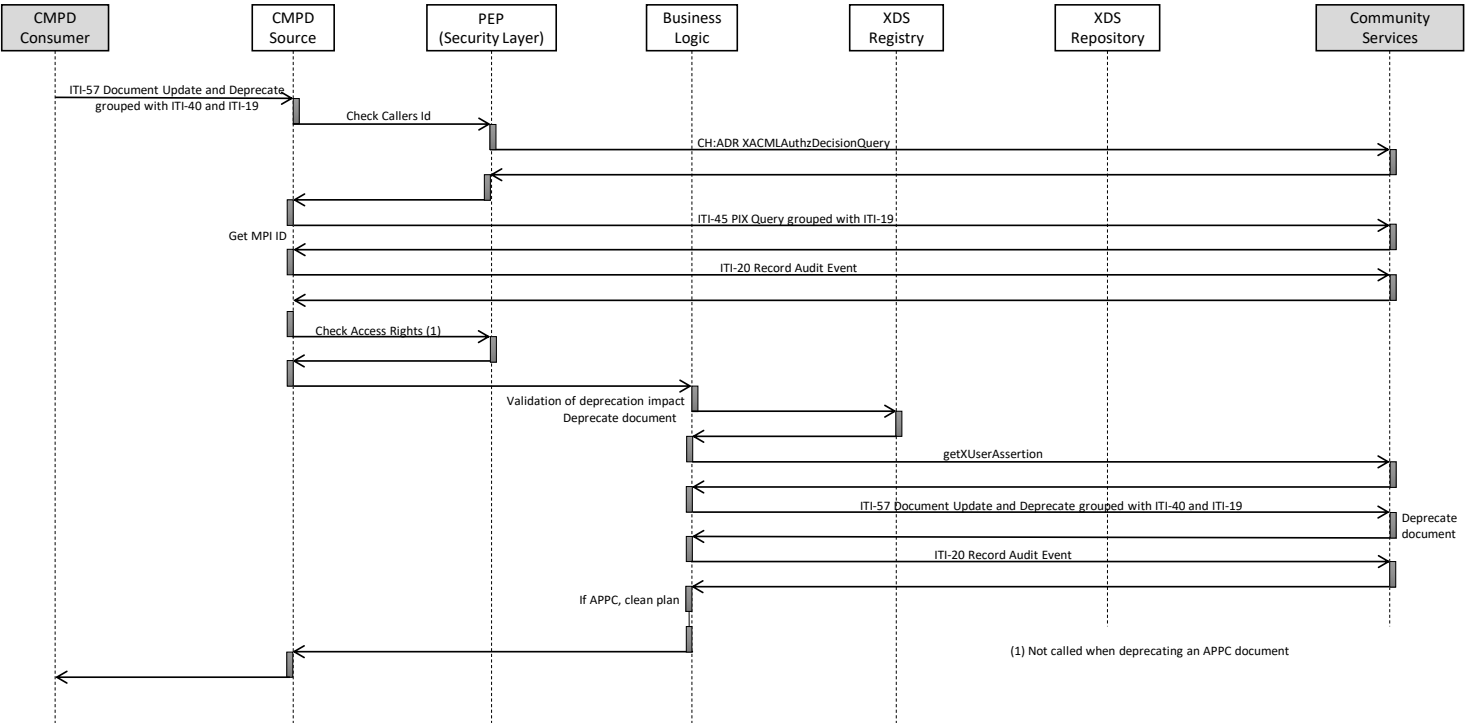 CMPD
Consumer
CMPD
Source
PEP
(Security Layer)
Business
Logic
XDS
Registry
XDS
Repository
Community
Services
ITI-57 Document Update and Deprecate
grouped with ITI-40 and ITI-19
Check Callers Id
CH:ADR XACMLAuthzDecisionQuery
ITI-45 PIX Query grouped with ITI-19
Get MPI ID
ITI-20 Record Audit Event
Check Access Rights (1)
Validation of deprecation impact
Deprecate document
getXUserAssertion
ITI-57 Document Update and Deprecate grouped with ITI-40 and ITI-19
Deprecate
document
ITI-20 Record Audit Event
If APPC, clean plan
(1) Not called when deprecating an APPC document